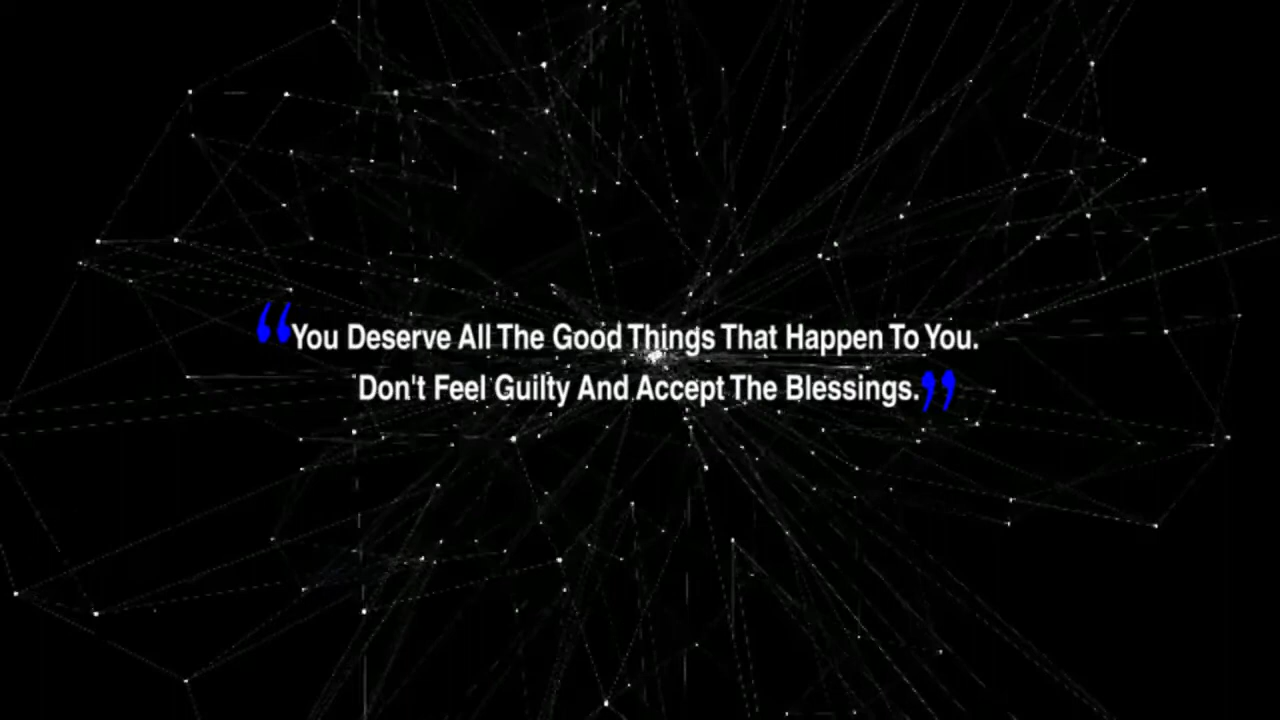 “You Deserve All The Good Things That Happen To You.
Don't Feel Guilty And Accept The Blessings.”